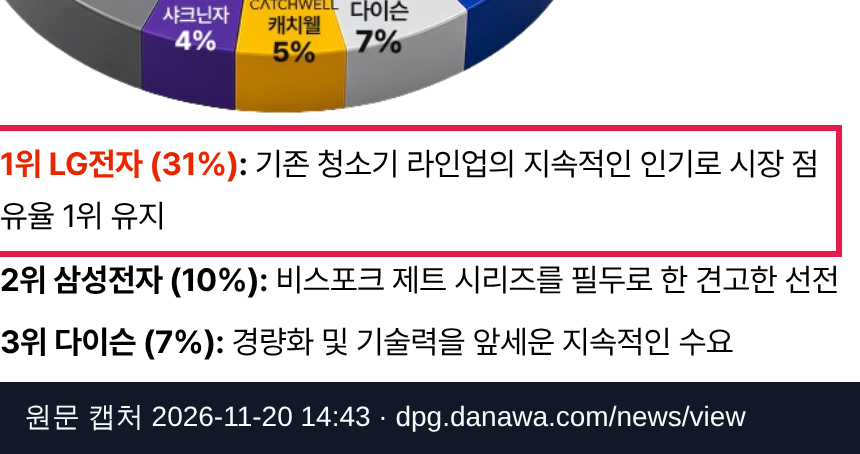 샤크닌자
4%
CATCHWELL
캐치웰
5%
다이슨
7%
1위 LG전자 (31%): 기존 청소기 라인업의 지속적인 인기로 시장 점
유율 1위 유지
2위 삼성전자 (10%): 비스포크 제트 시리즈를 필두로 한 견고한 선전
3위 다이슨 (7%): 경량화 및 기술력을 앞세운 지속적인 수요
원문 캡처 2026-11-20 14:43 · dpg.danawa.com/news/view